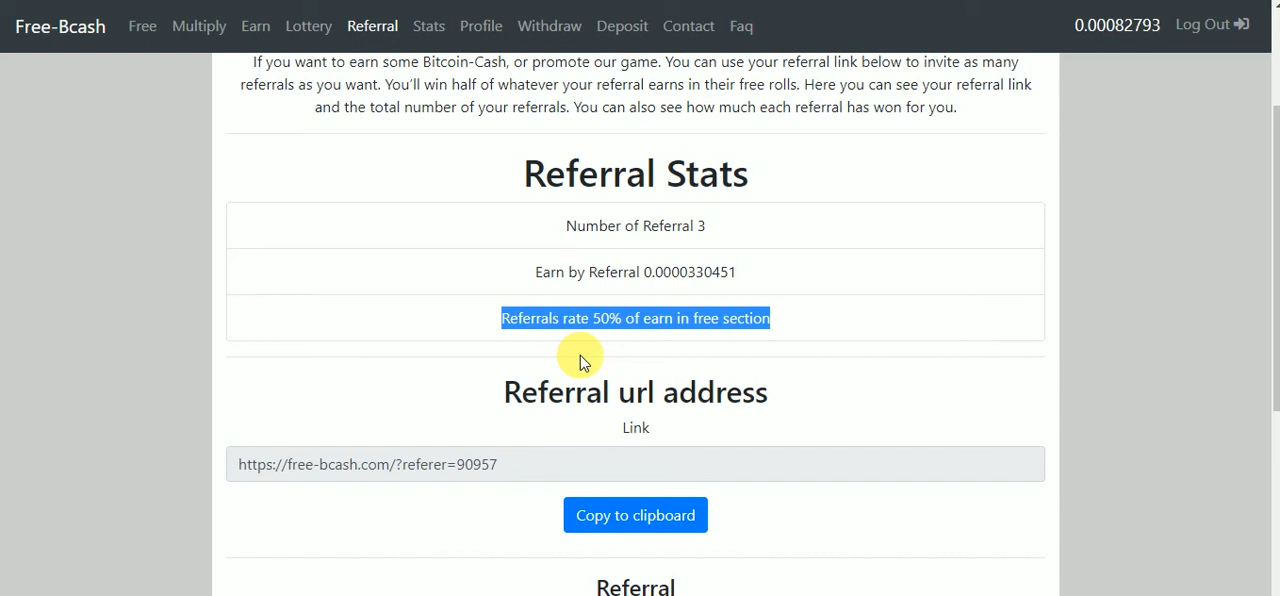 Free-Bcash Free Multiply Earn Lottery Referral Stats Profile Withdraw Deposit Contact Faq 0.00082793 Log Out
If you want to earn some Bitcoin-Cash, or promote our game. You can use your referral link below to invite as many
referrals as you want. You'll win half of whatever your referral earns in their free rolls. Here you can see your referral link
and the total number of your referrals. You can also see how much each referral has won for you.
Referral Stats
Number of Referral 3
Earn by Referral 0.0000330451
Referrals rate 50% of earn in free section
Referral url address
Link
https://free-bcash.com/?referer=90957
Copy to clipboard
Referral